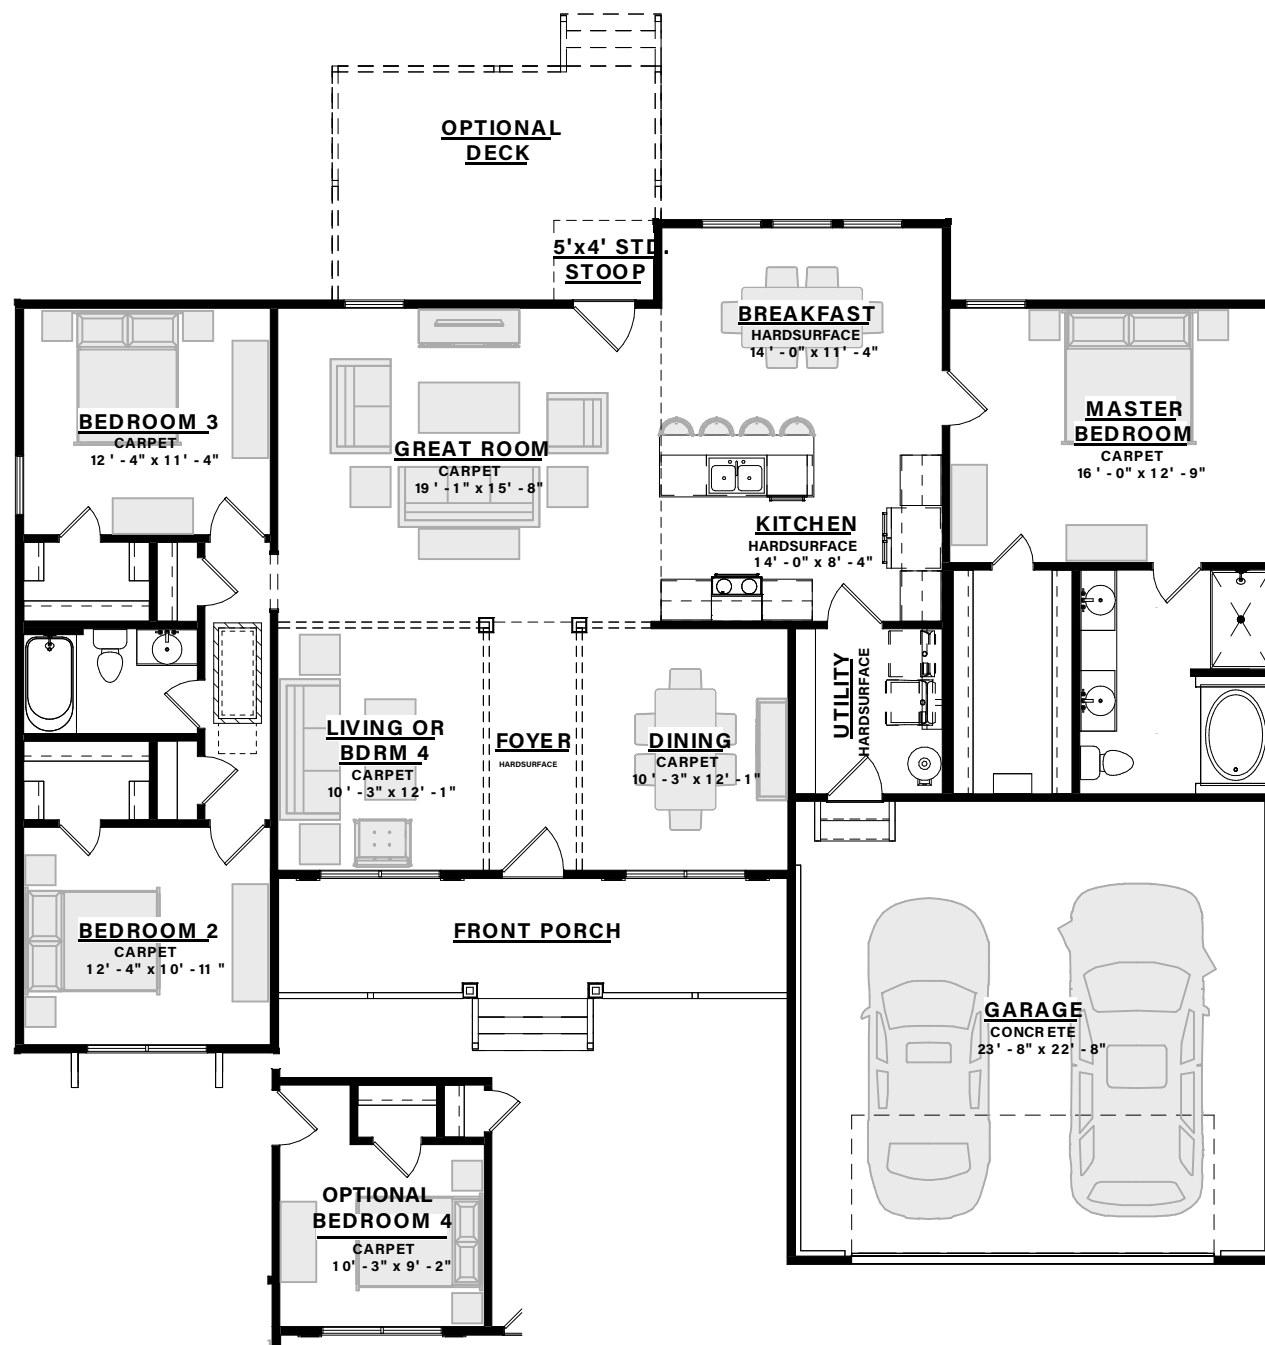 OPTIONAL
DECK
5'x4' STD.
STOOP
BREAKFAST
HARDSURFACE
14'-0" x 11'-4"
BEDROOM 3
CARPET
12'-4" x 11'-4"
GREAT ROOM
CARPET
19'-1" x 15'-8"
MASTER
BEDROOM
CARPET
16'-0" x 12'-9"
KITCHEN
HARDSURFACE
14'-0" x 8'-4"
UTILITY
HARDSURFACE
LIVING OR
BDRM 4
CARPET
10'-3" x 12'-1"
FOYER
HARDSURFACE
DINING
CARPET
10'-3" x 12'-1"
BEDROOM 2
CARPET
12'-4" x 10'-11"
FRONT PORCH
GARAGE
CONCRETE
23'-8" x 22'-8"
OPTIONAL
BEDROOM 4
CARPET
10'-3" x 9'-2"